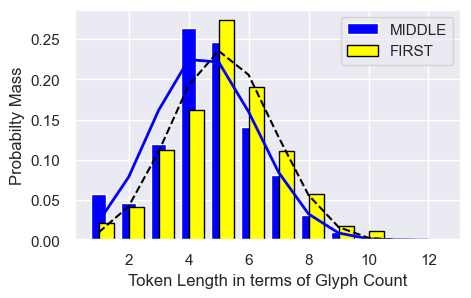 MIDDLE
FIRST
0.25
0.20
0.15
0.10
0.05
0.00
Probabilty Mass
2 4 6 8 10 12
Token Length in terms of Glyph Count